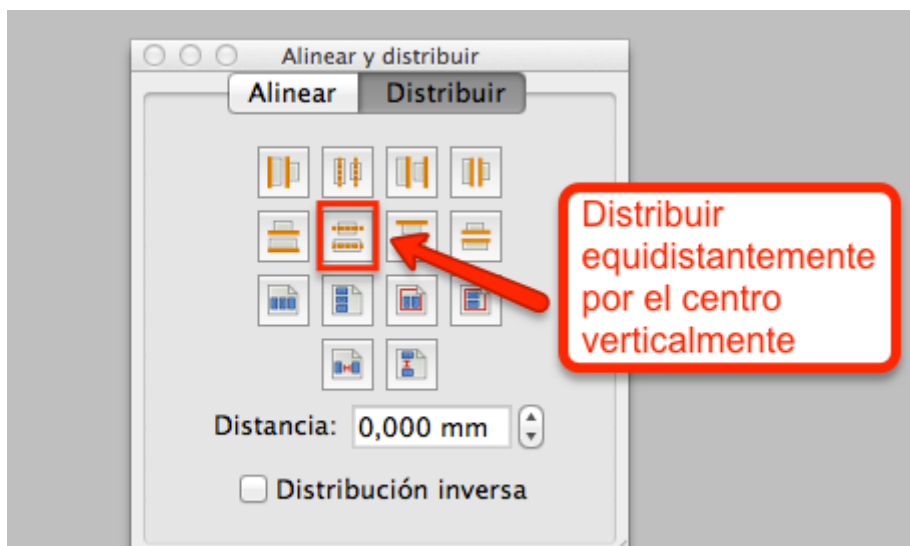 Alinear y distribuir
Alinear Distribuir
Distribuir
equidistantemente
por el centro
verticalmente
Distancia: 0,000 mm
Distribución inversa